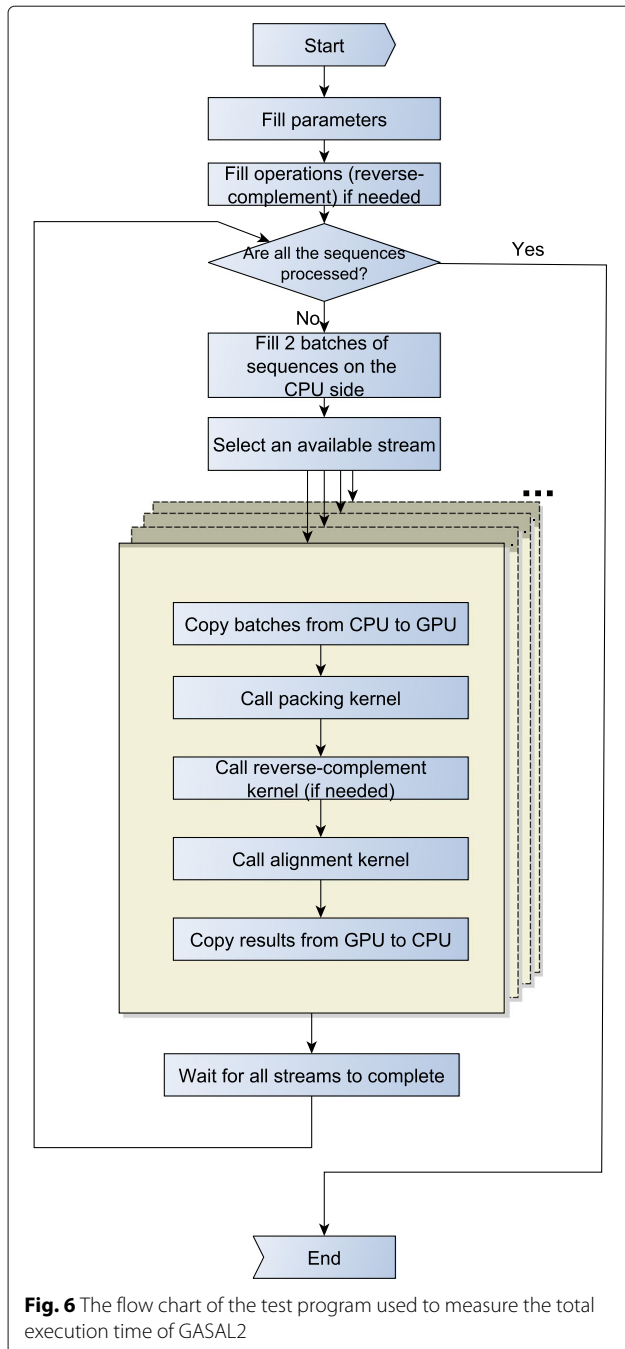 Start
Fill parameters
Fill operations (reverse-
complement) if needed
Are all the sequences
processed?
Yes
No
Fill 2 batches of
sequences on the
CPU side
Select an available stream
...
Copy batches from CPU to GPU
Call packing kernel
Call reverse-complement
kernel (if needed)
Call alignment kernel
Copy results from GPU to CPU
Wait for all streams to complete
End
Fig. 6 The flow chart of the test program used to measure the total
execution time of GASAL2